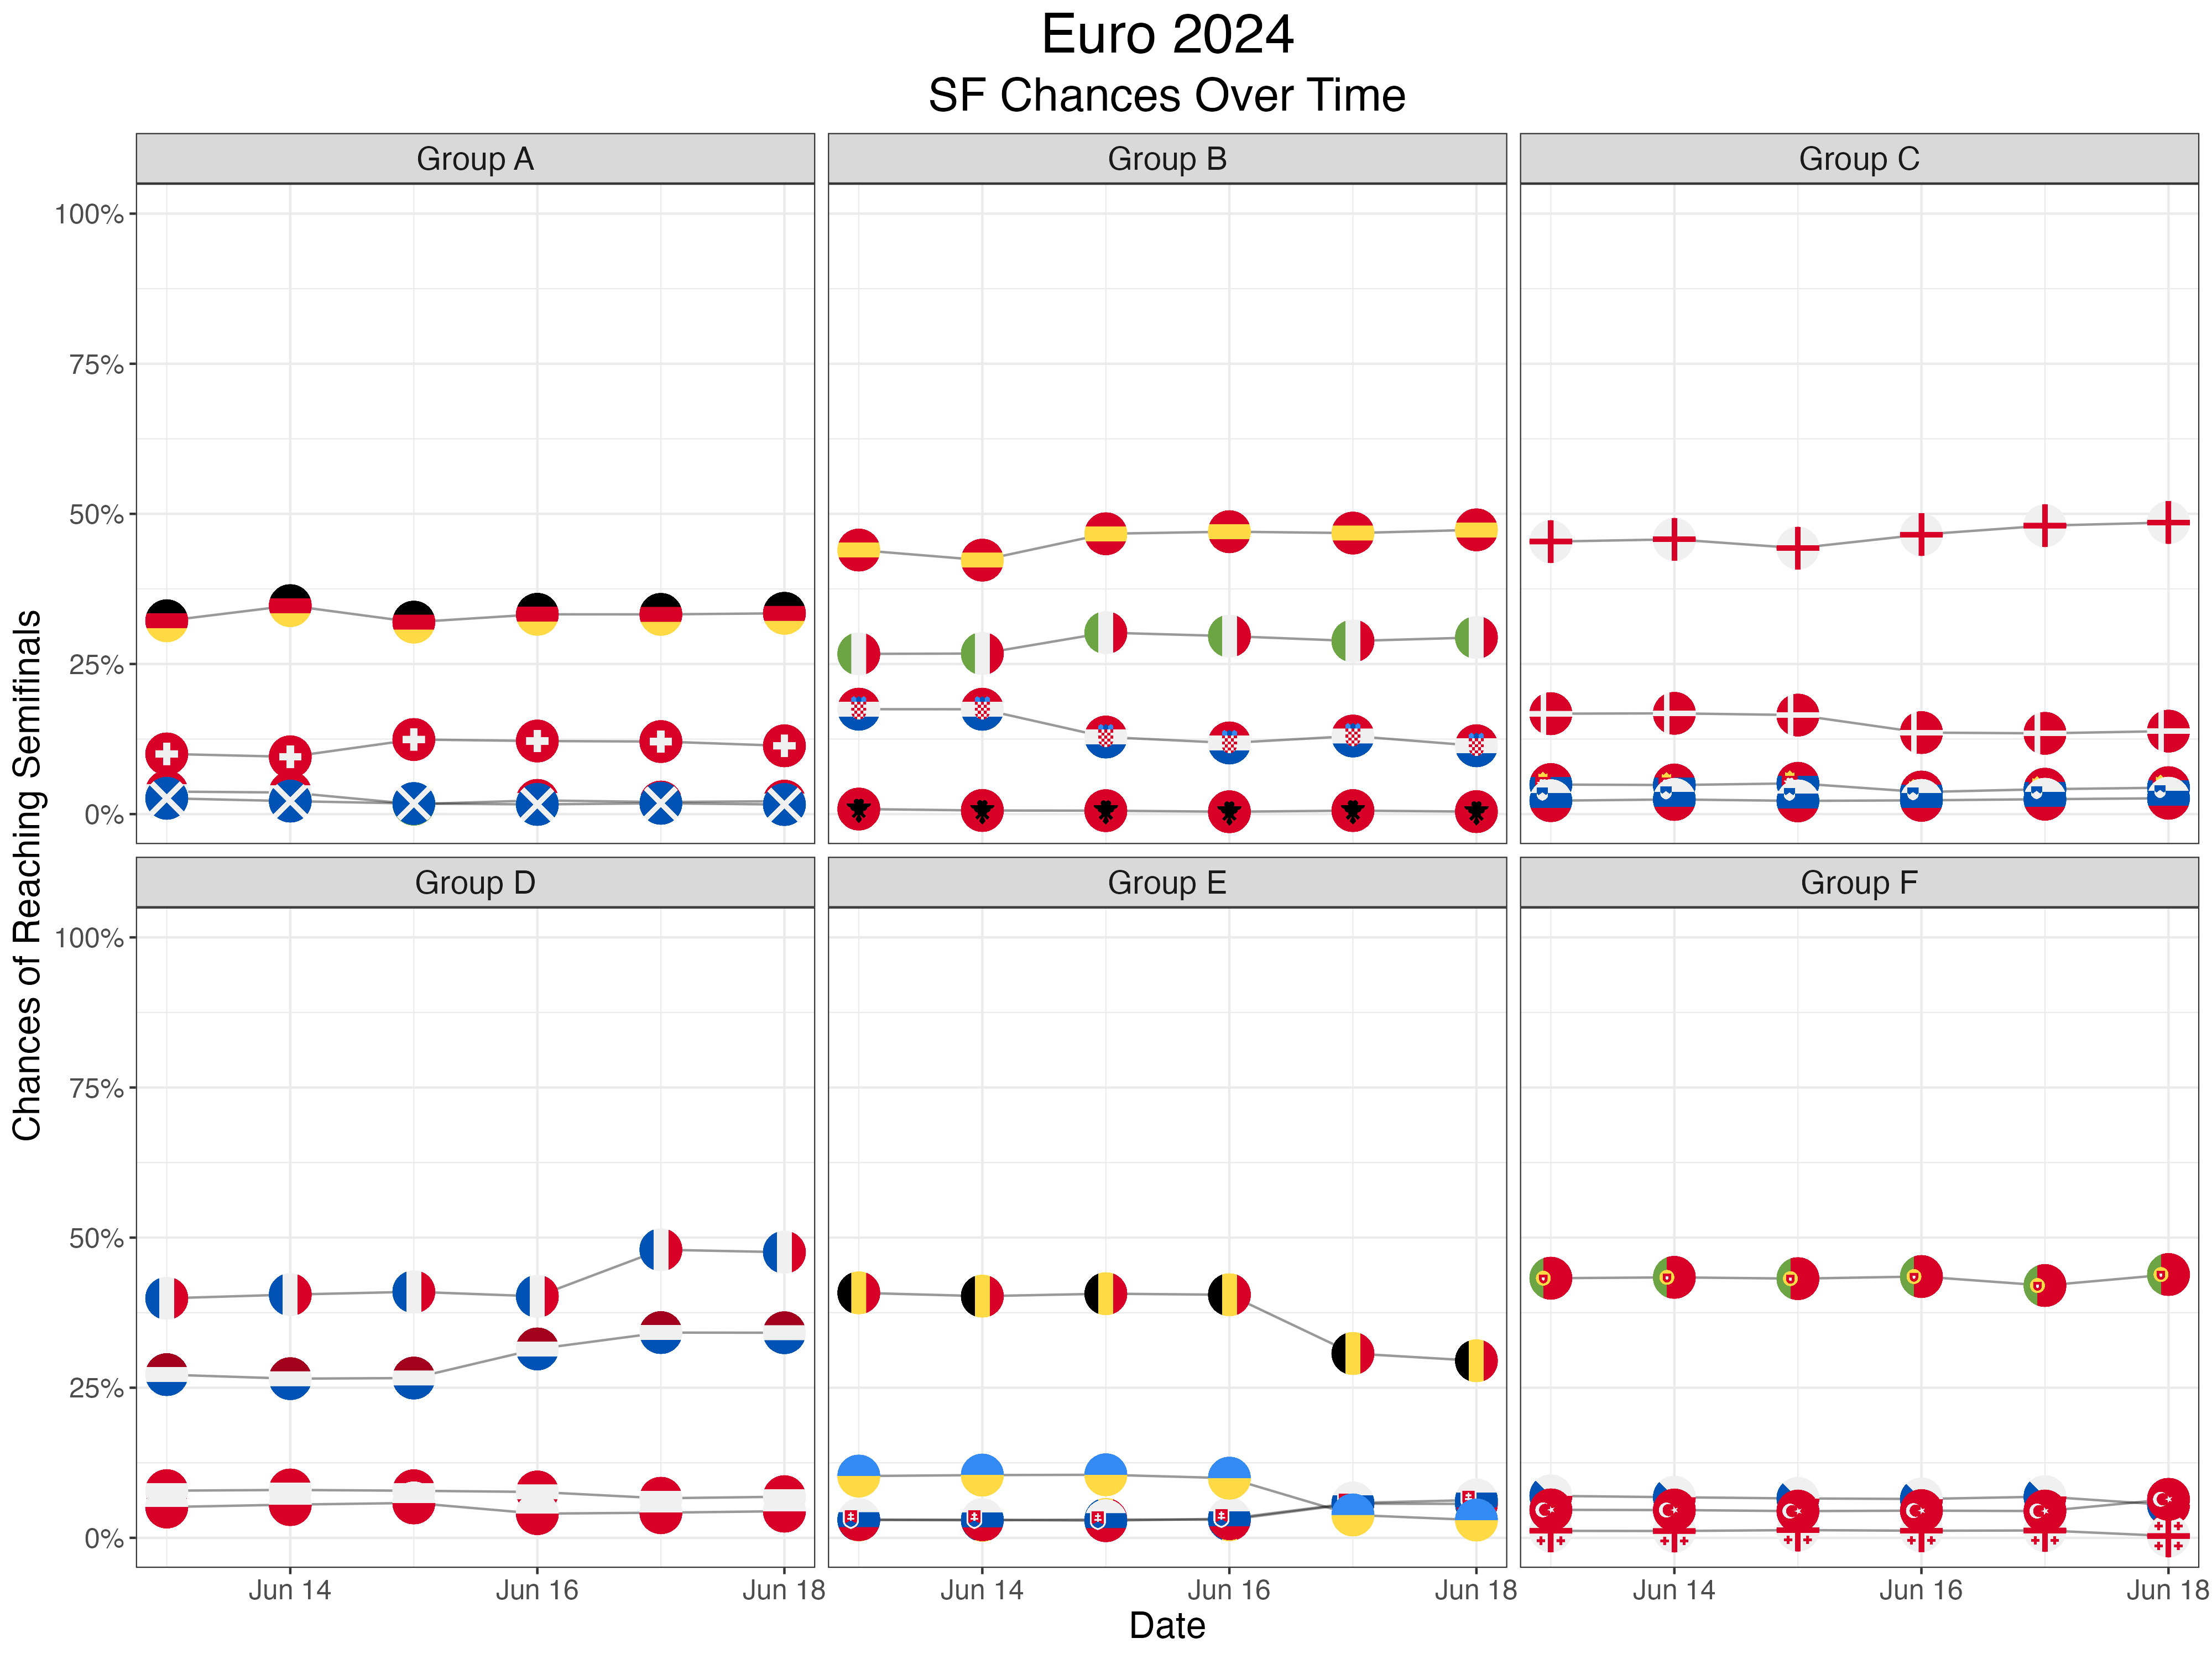 Euro 2024
SF Chances Over Time
Group A
Group B
Group C
100%
75%
50%
25%
0%
Chances of Reaching Semifinals
Group D
Group E
Group F
100%
75%
50%
25%
0%
Jun 14
Jun 16
Jun 18
Jun 14
Jun 16
Jun 18
Jun 14
Jun 16
Jun 18
Date